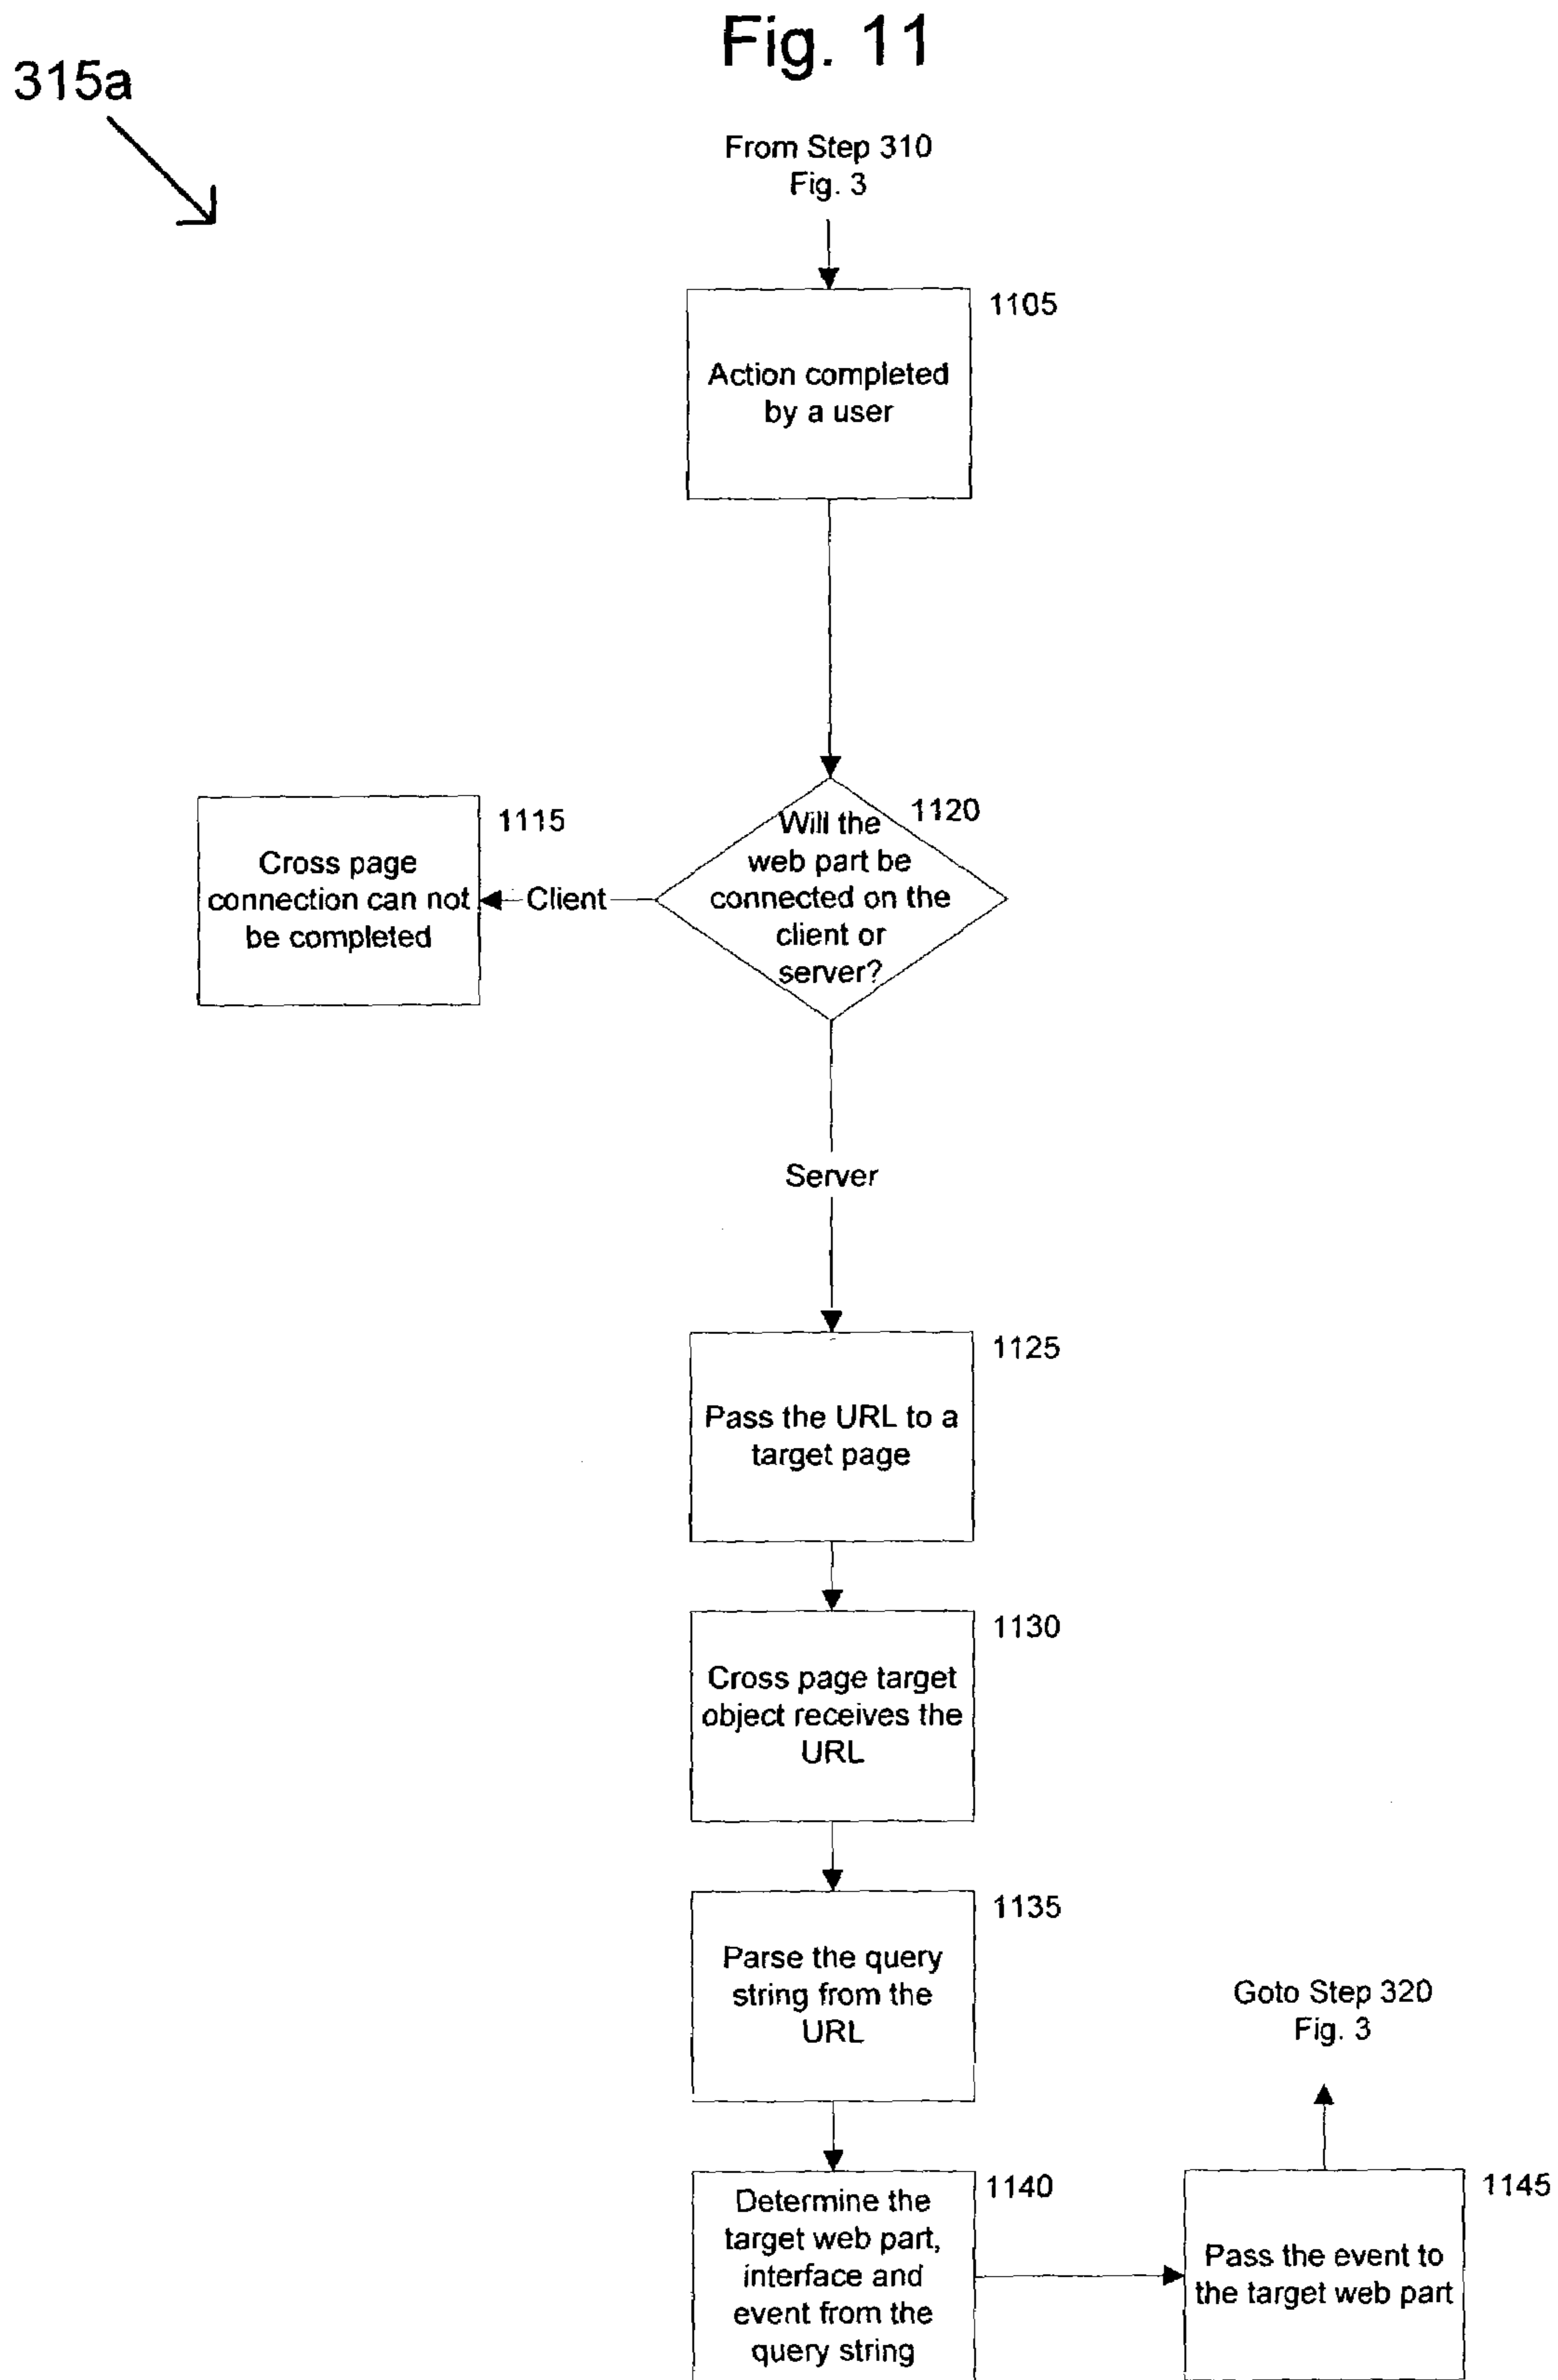 Fig. 11
315a
From Step 310
Fig. 3
1105
Action completed
by a user
1120
Will the
web part be
connected on the
client or
server?
Client
1115
Cross page
connection can not
be completed
Server
1125
Pass the URL to a
target page
1130
Cross page target
object receives the
URL
1135
Parse the query
string from the
URL
1140
Determine the
target web part,
interface and
event from the
query string
1145
Pass the event to
the target web part
Goto Step 320
Fig. 3